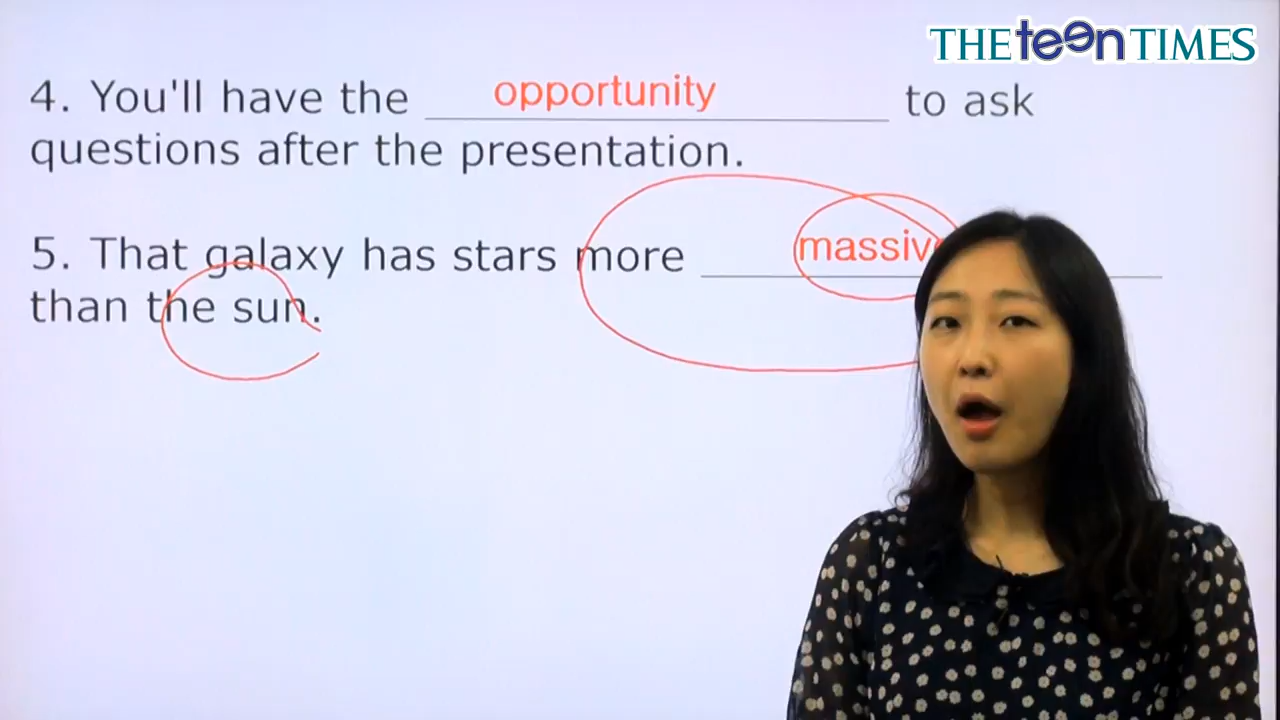 THE teen TIMES
4. You'll have the opportunity to ask
questions after the presentation.
5. That galaxy has stars more massiv
than the sun.